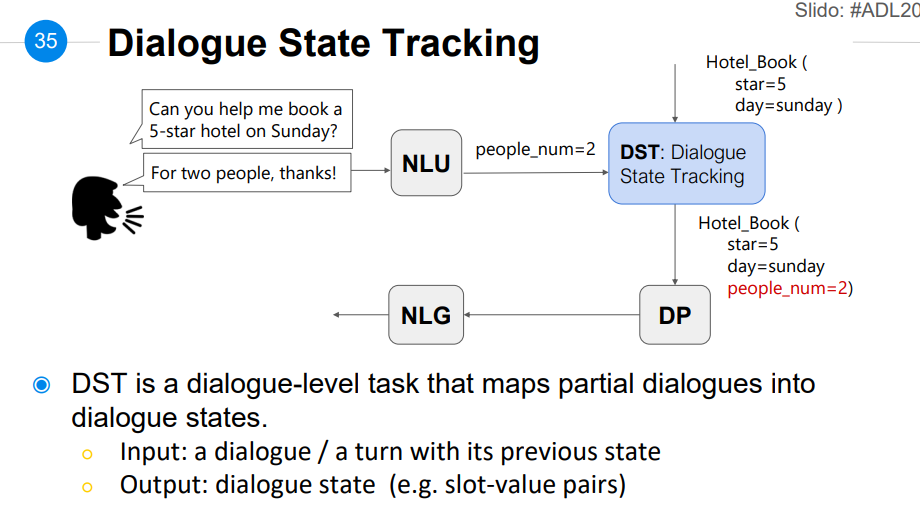 Slido: #ADL20
35
Dialogue State Tracking
Hotel_Book (
star=5
day=sunday )
Can you help me book a
5-star hotel on Sunday?
For two people, thanks!
NLU
people_num=2
DST: Dialogue
State Tracking
Hotel_Book (
star=5
day=sunday
people_num=2)
NLG
DP
DST is a dialogue-level task that maps partial dialogues into
dialogue states.
Input: a dialogue / a turn with its previous state
Output: dialogue state (e.g. slot-value pairs)